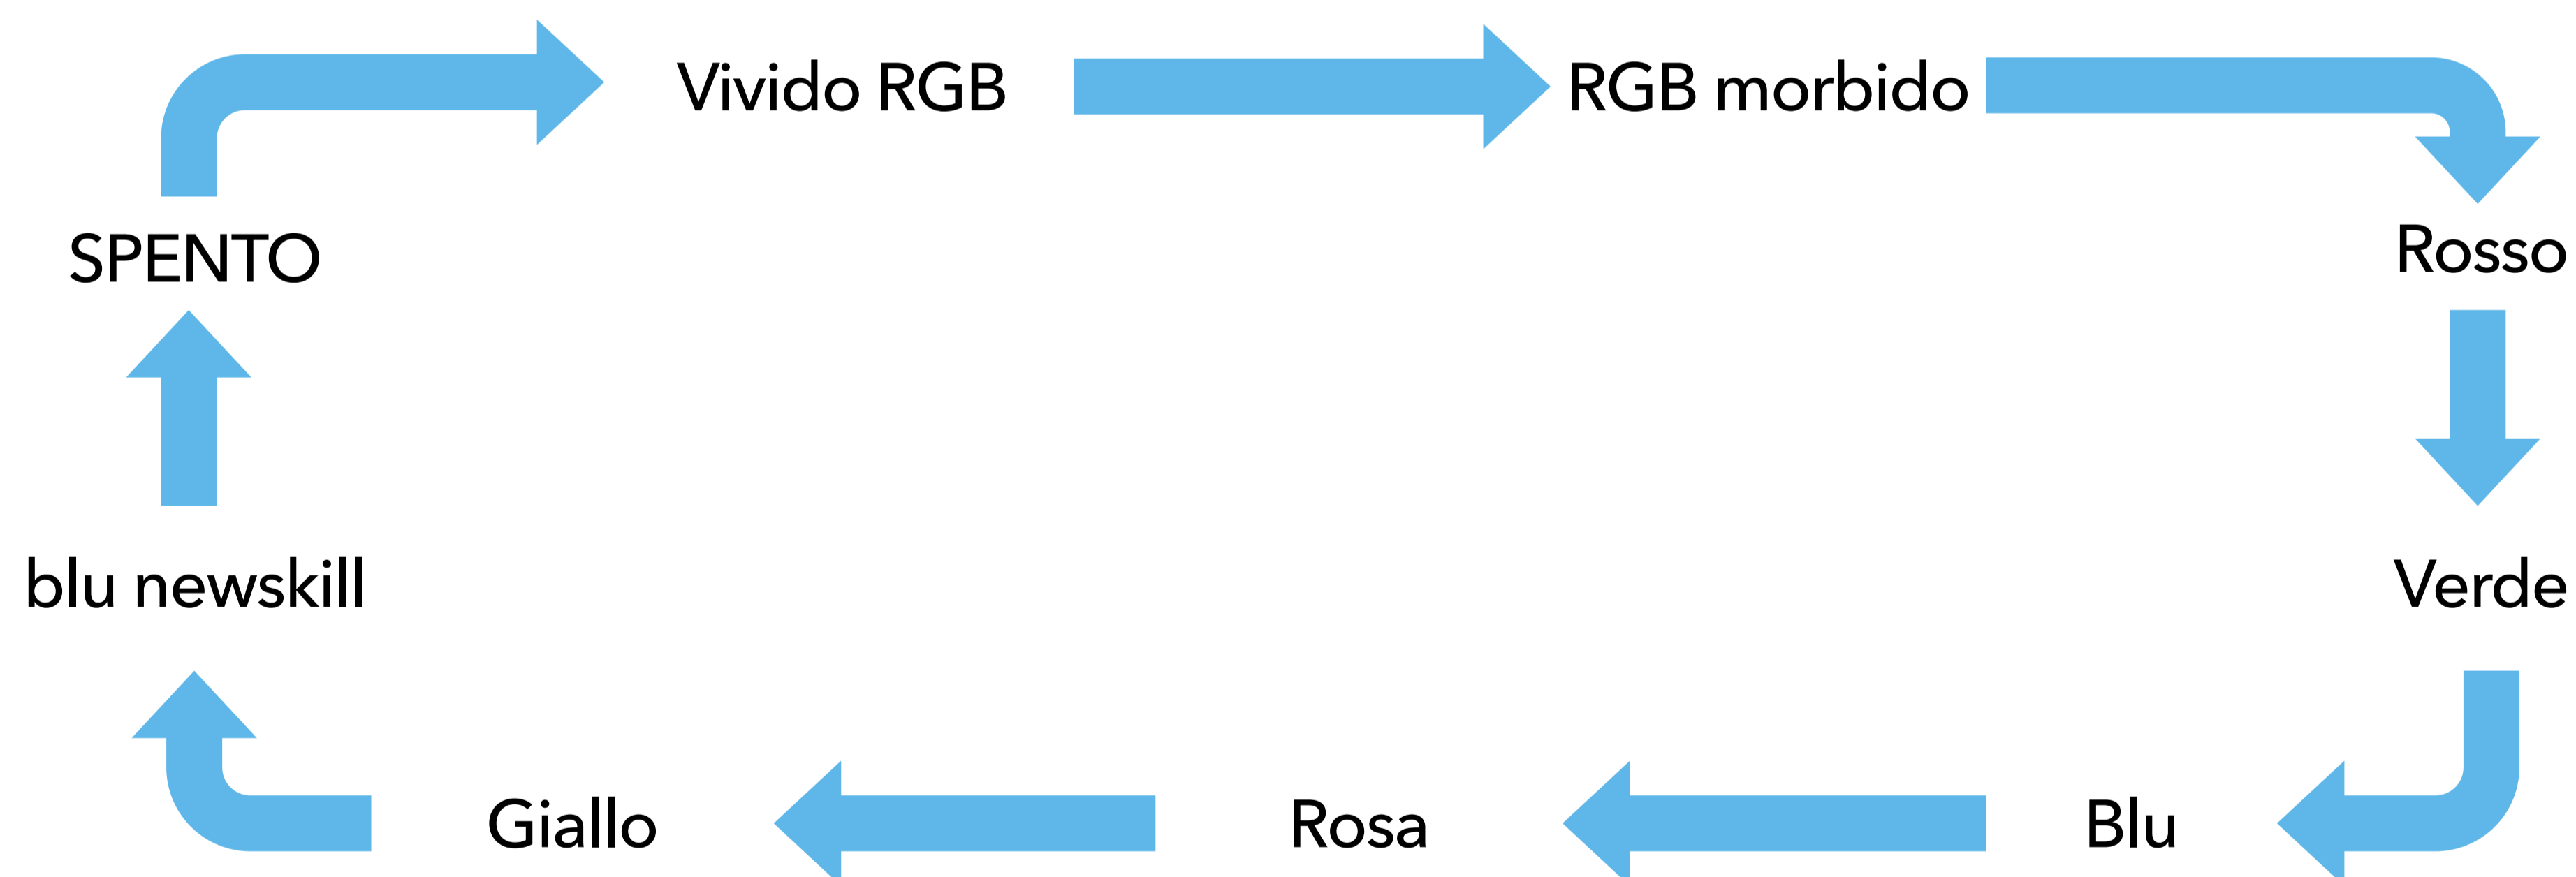 Vivido RGB
RGB morbido
SPENTO
Rosso
blu newskill
Verde
Giallo
Rosa
Blu